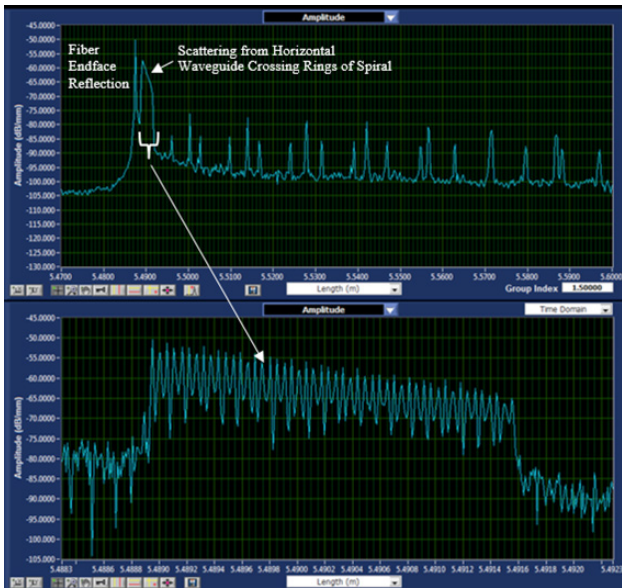 Amplitude
-45.0000
-50.0000
-55.0000
-60.0000
-65.0000
-70.0000
-75.0000
-80.0000
-85.0000
-90.0000
-95.0000
-100.0000
-105.0000
-110.0000
-115.0000
-120.0000
-125.0000
-130.0000
Amplitude (dB/mm)
Fiber
Endface
Reflection
Scattering from Horizontal
Waveguide Crossing Rings of Spiral
5.4700 5.4800 5.4900 5.5000 5.5100 5.5200 5.5300 5.5400 5.5500 5.5600 5.5700 5.5800 5.5900 5.6000
Length (m)
Group Index 1.50000
Amplitude
Time Domain
-45.0000
-50.0000
-55.0000
-60.0000
-65.0000
-70.0000
-75.0000
-80.0000
-85.0000
-90.0000
-95.0000
-100.0000
-105.0000
Amplitude (dB/mm)
5.4883 5.4886 5.4888 5.4890 5.4892 5.4894 5.4896 5.4898 5.4900 5.4902 5.4904 5.4906 5.4908 5.4910 5.4912 5.4914 5.4916 5.4918 5.4920 5.4923
Length (m)